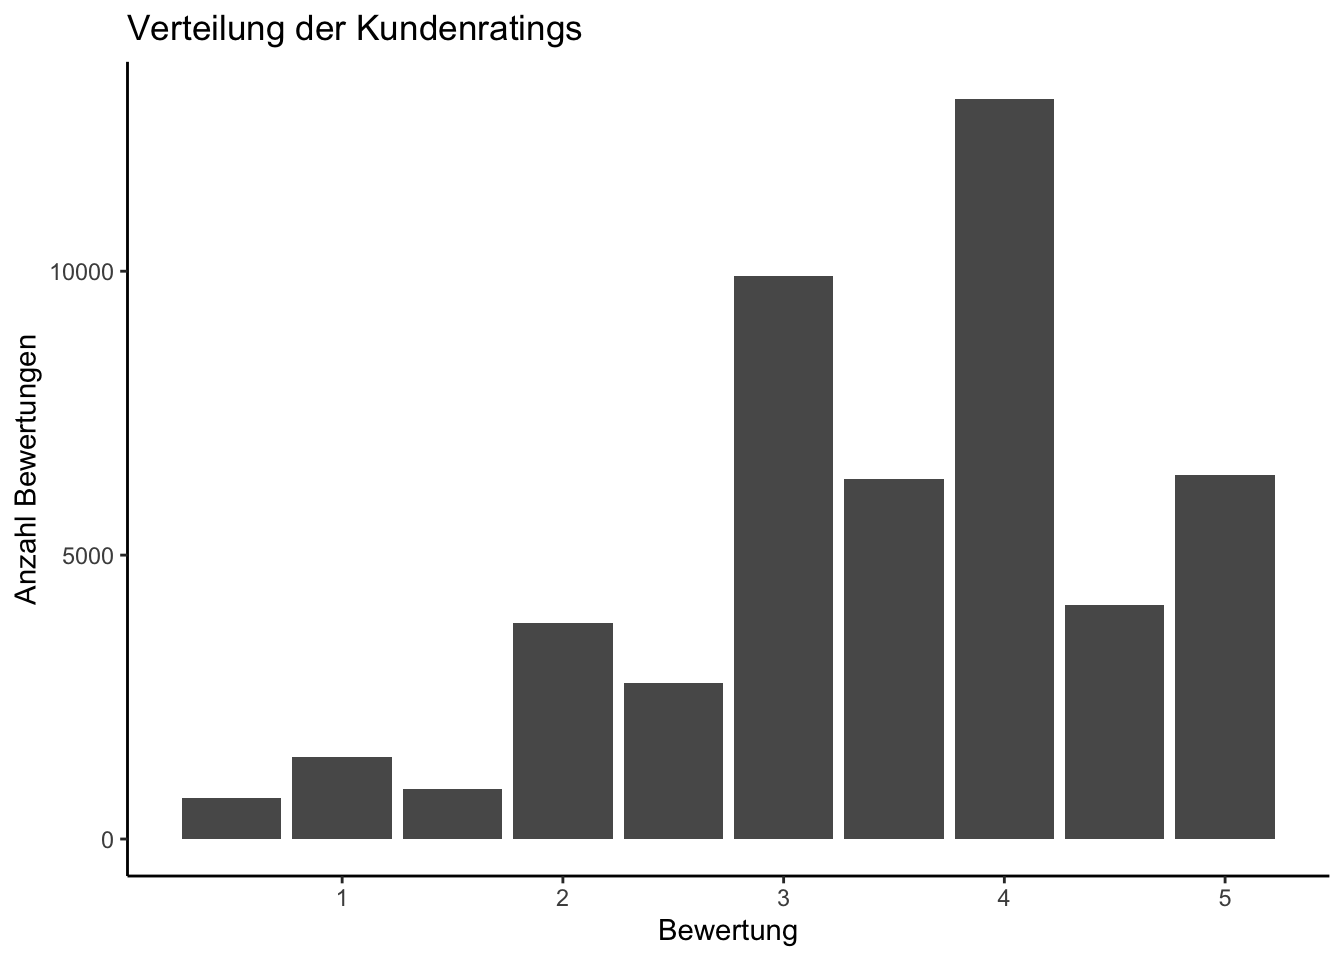 Verteilung der Kundenratings
Anzahl Bewertungen
10000
5000
0
1 2 3 4 5
Bewertung